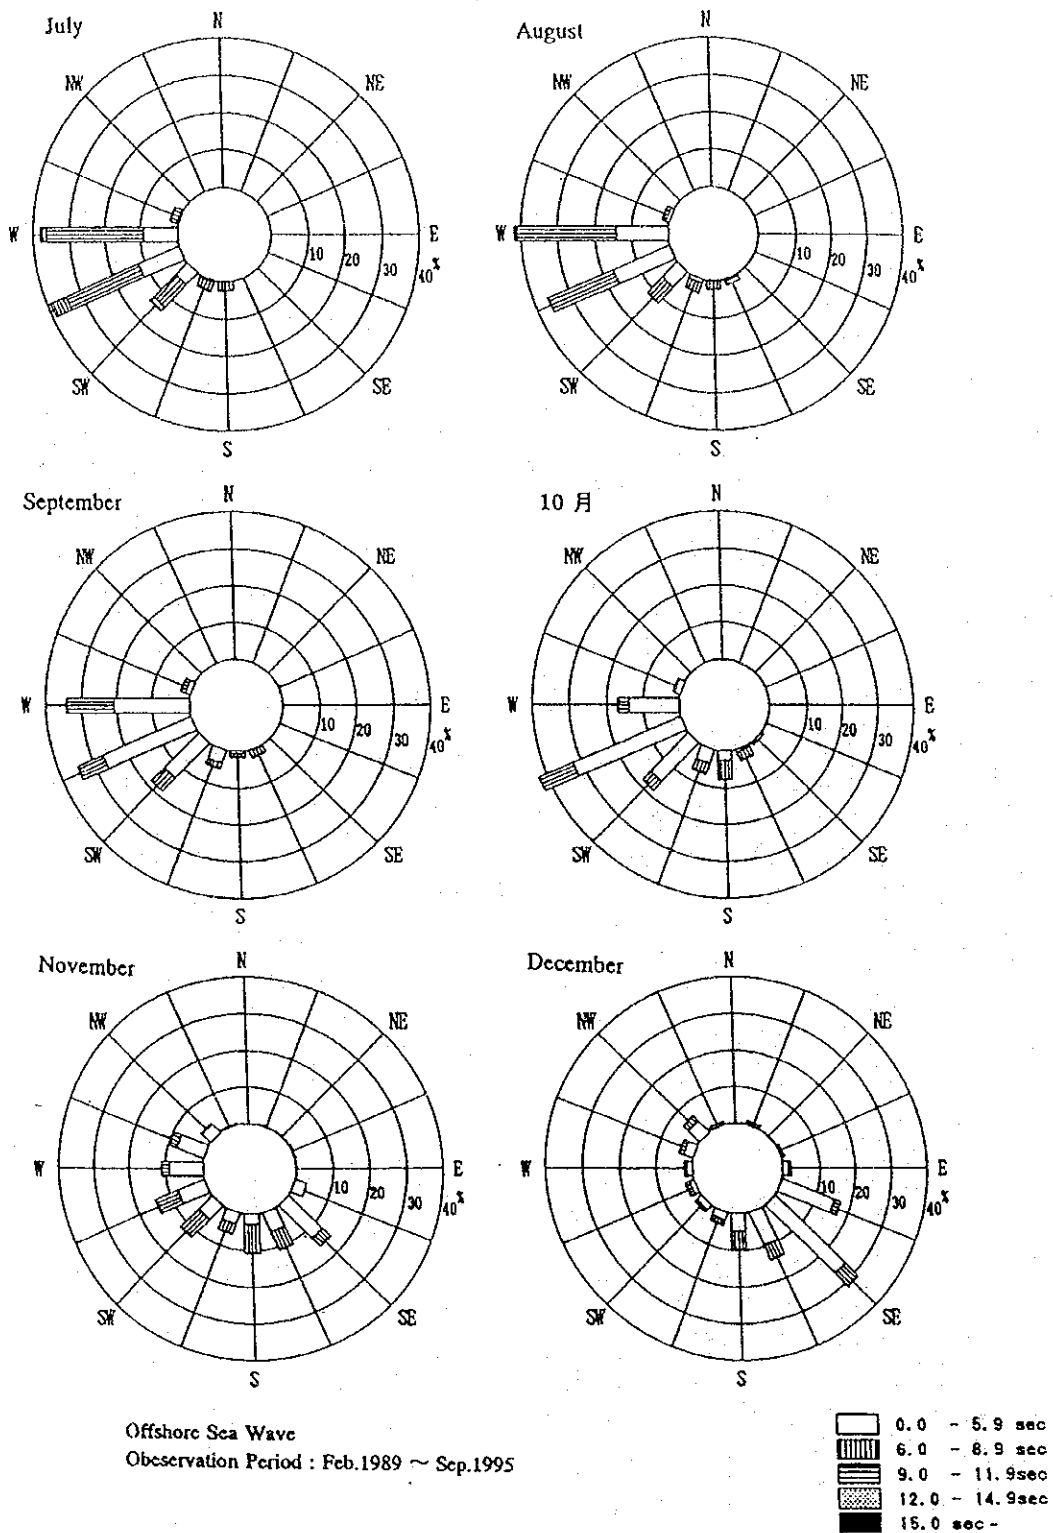 July
August
N
NW
NE
W
E
10
20
30
40%
SW
SE
S
N
NW
NE
W
E
10
20
30
40%
SW
SE
S
September
10 月
N
NW
NE
W
E
10
20
30
40%
SW
SE
S
N
NW
NE
W
E
10
20
30
40%
SW
SE
S
November
December
N
NW
NE
W
E
10
20
30
40%
SW
SE
S
N
NW
NE
W
E
10
20
30
40%
SW
SE
S
Offshore Sea Wave
Obeservation Period : Feb.1989 ～ Sep.1995
0.0 - 5.9 sec
6.0 - 8.9 sec
9.0 - 11.9sec
12.0 - 14.9sec
15.0 sec -